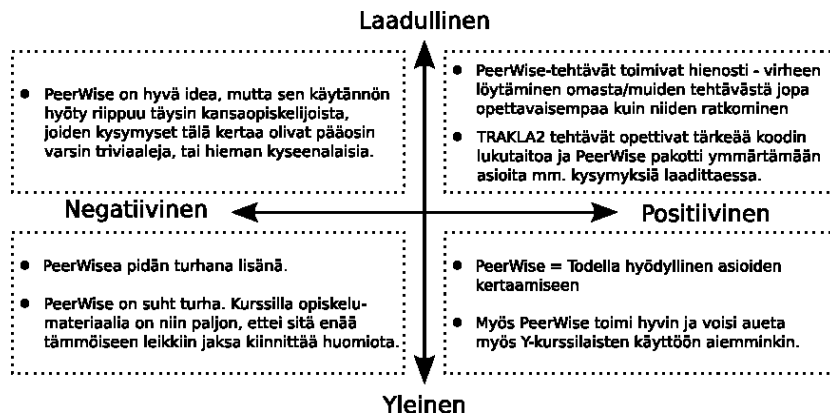 Laadullinen
● PeerWise on hyvä idea, mutta sen käytännön
hyöty riippuu täysin kansaopiskelijoista,
joiden kysymyset tälä kertaa olivat pääosin
varsin triviaaleja, tai hieman kyseenalaisia.
● PeerWise-tehtävät toimivat hienosti - virheen
löytäminen omasta/muiden tehtävästä jopa
opettavaisempaa kuin niiden ratkominen
● TRAKLA2 tehtävät opettivat tärkeää koodin
lukutaitoa ja PeerWise pakotti ymmärtämään
asioita mm. kysymyksiä laadittaessa.
Negatiivinen
Positiivinen
● PeerWisea pidän turhana lisänä.
● PeerWise on suht turha. Kurssilla opiskelu-
materiaalia on niin paljon, ettei sitä enää
tämmöiseen leikkiin jaksa kiinnittää huomiota.
● PeerWise = Todella hyödyllinen asioiden
kertaamiseen
● Myös PeerWise toimi hyvin ja voisi aueta
myös Y-kurssilaisten käyttöön aiemminkin.
Yleinen